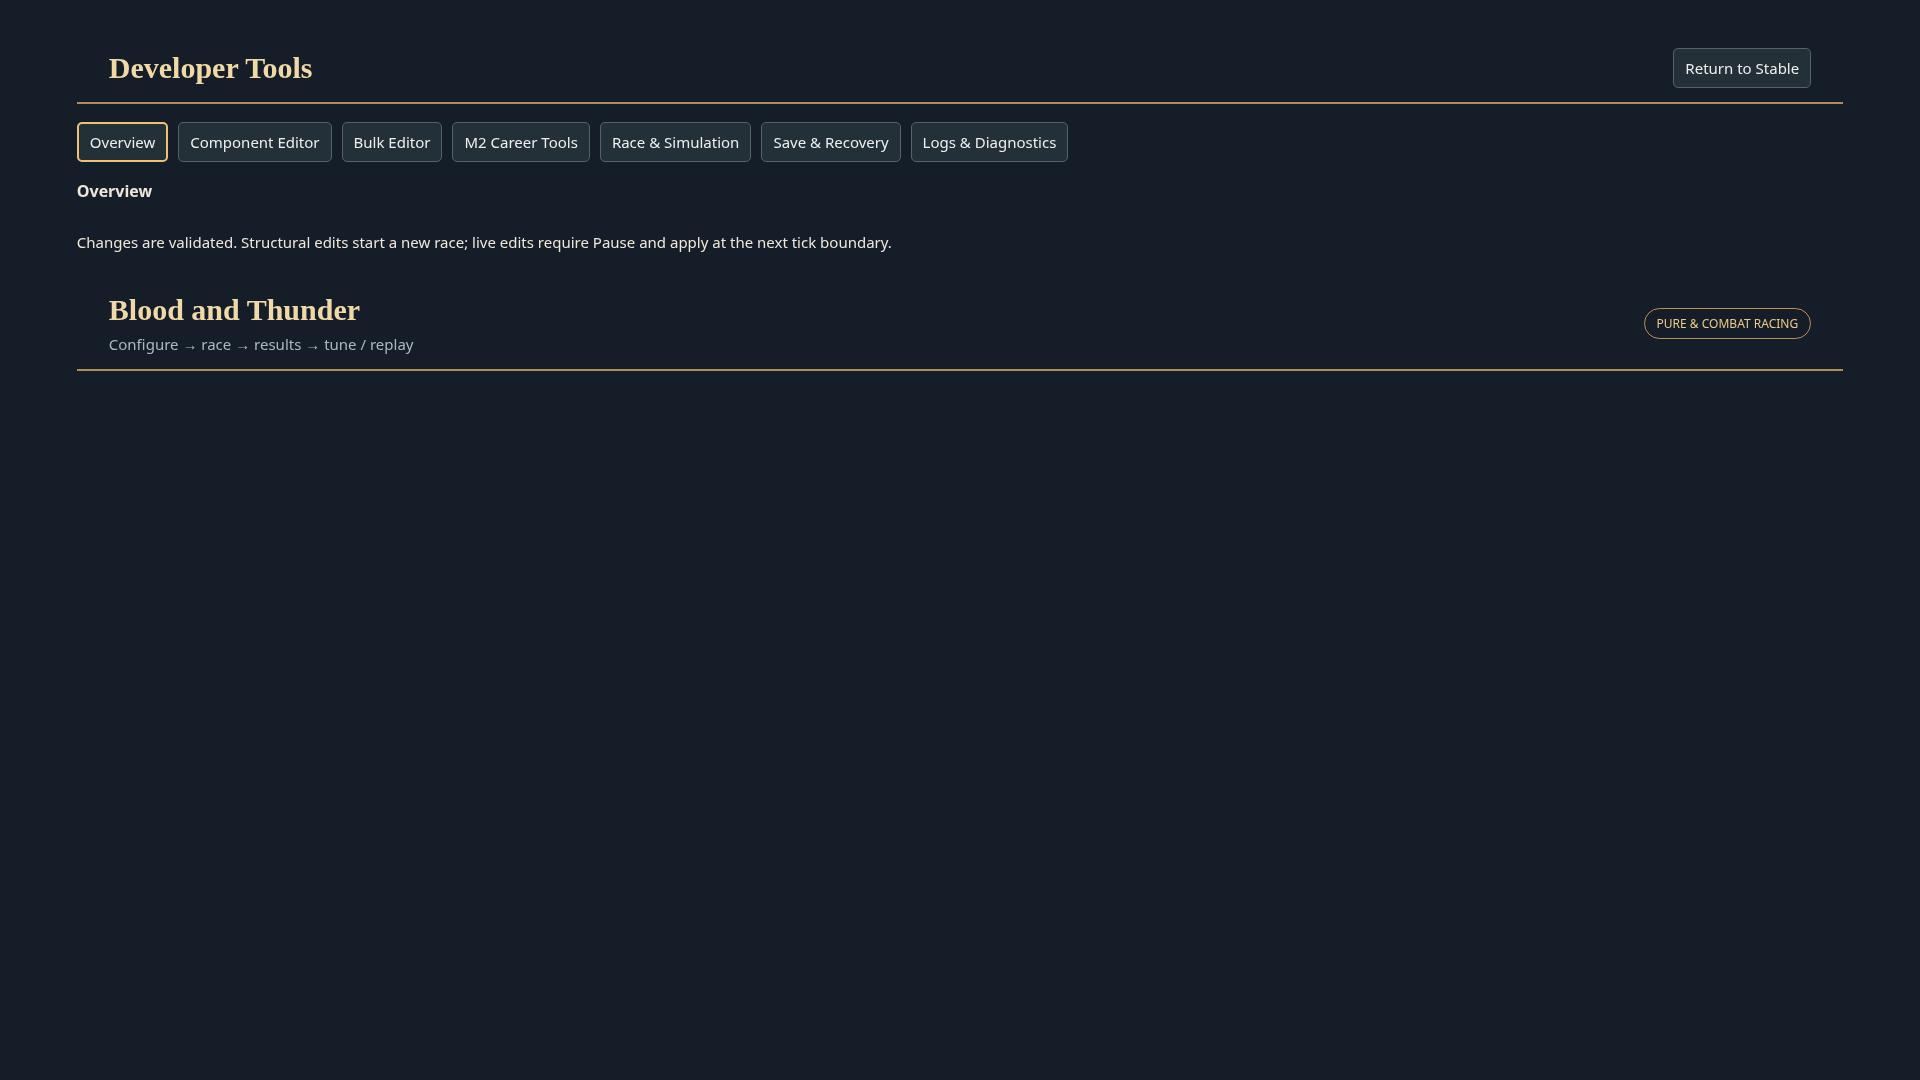 Developer Tools
Return to Stable
Overview
Component Editor
Bulk Editor
M2 Career Tools
Race & Simulation
Save & Recovery
Logs & Diagnostics
Overview
Changes are validated. Structural edits start a new race; live edits require Pause and apply at the next tick boundary.
Blood and Thunder
Configure → race → results → tune / replay
PURE & COMBAT RACING